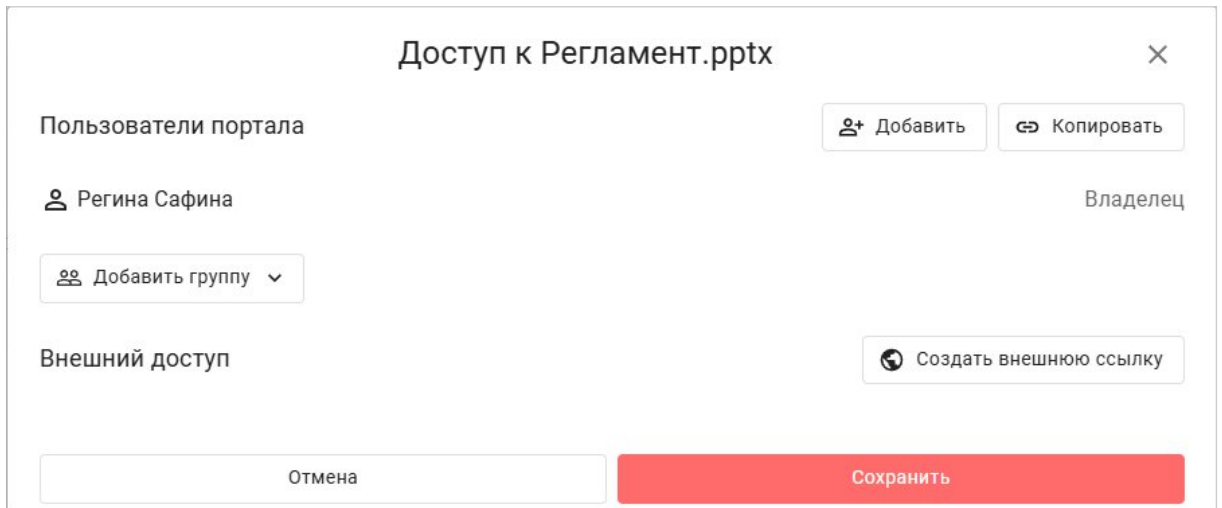 Доступ к Регламент.pptx
Пользователи портала
Добавить
Копировать
Регина Сафина
Владелец
Добавить группу
Внешний доступ
Создать внешнюю ссылку
Отмена
Сохранить